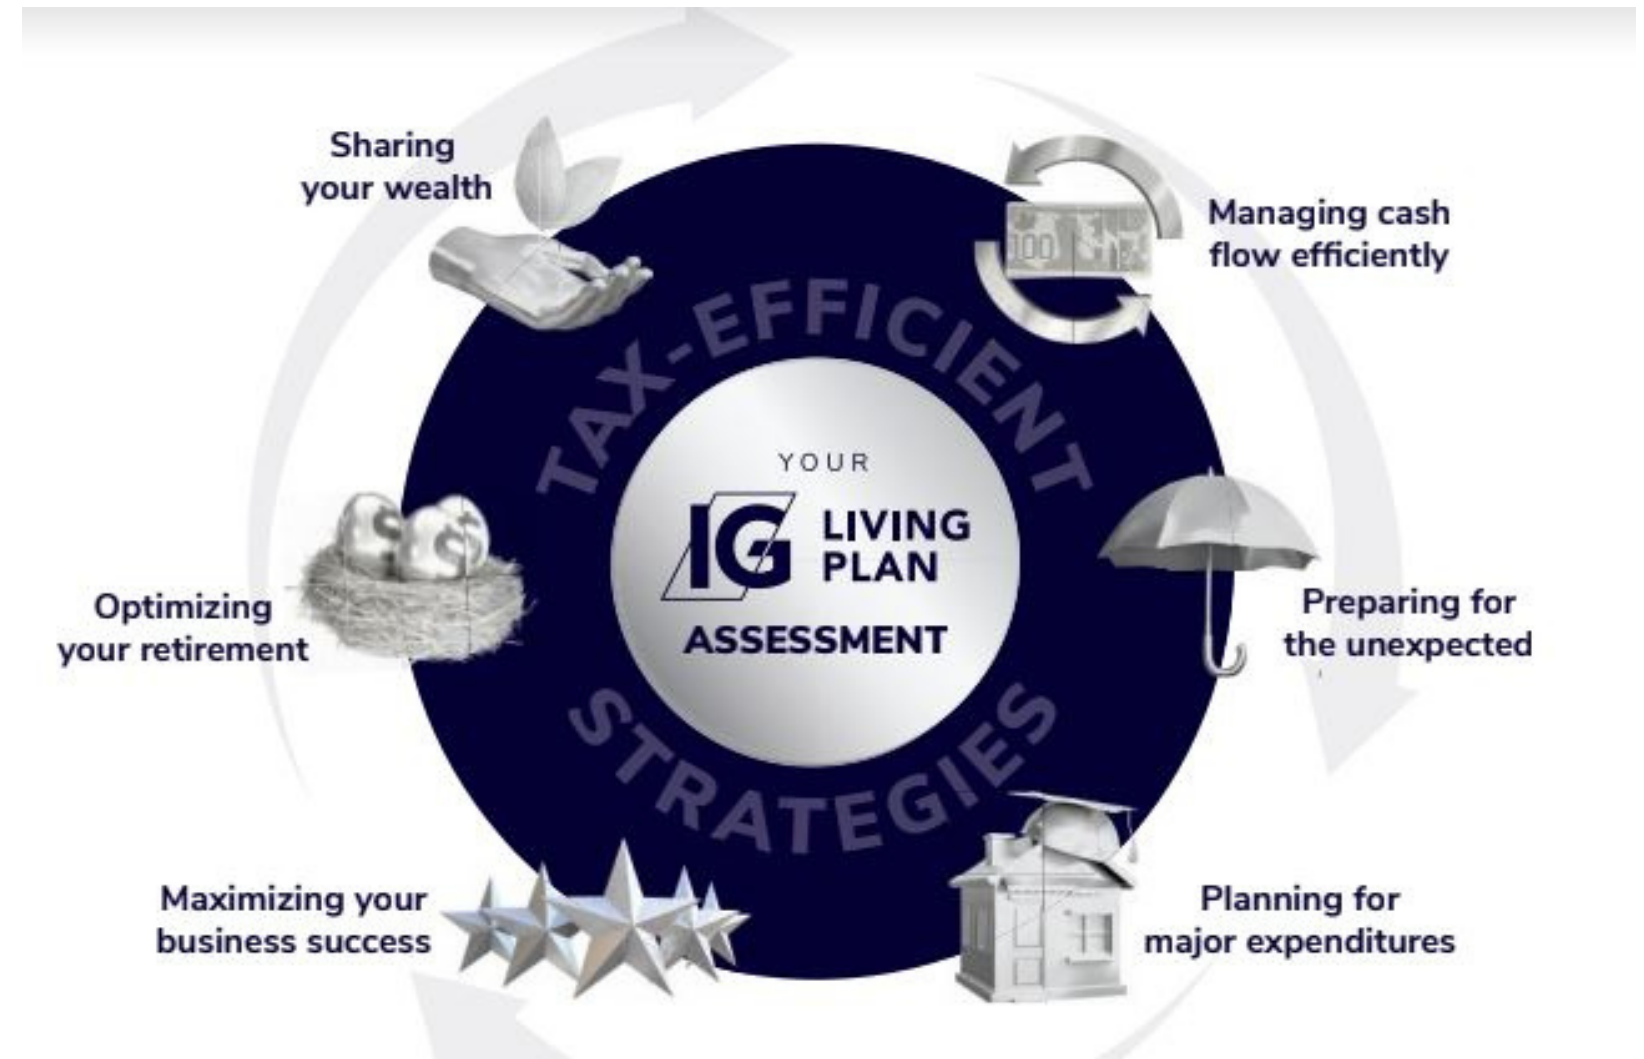 Sharing
your wealth
Managing cash
flow efficiently
100
TAX-EFFICIENT
YOUR
IG LIVING
PLAN
ASSESSMENT
Optimizing
your retirement
Preparing for
the unexpected
STRATEGIES
Maximizing your
business success
Planning for
major expenditures